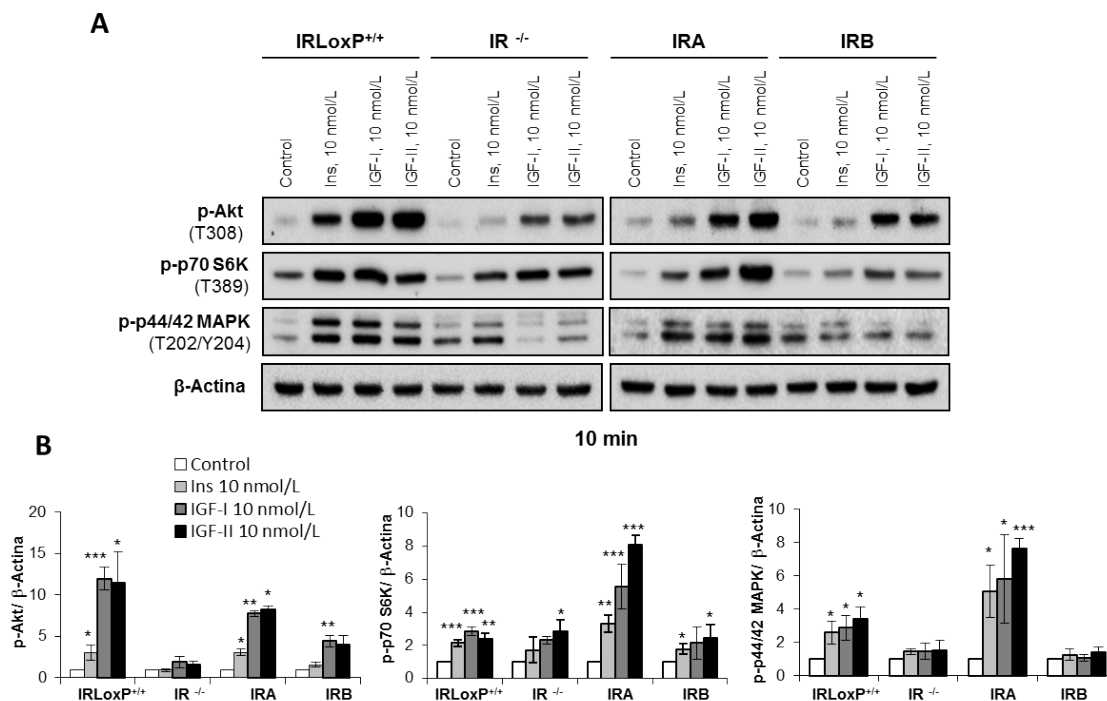 A
IRLoxP+/+ IR -/- IRA IRB
Control Ins, 10 nmol/L IGF-I, 10 nmol/L IGF-II, 10 nmol/L Control Ins, 10 nmol/L IGF-I, 10 nmol/L IGF-II, 10 nmol/L Control Ins, 10 nmol/L IGF-I, 10 nmol/L IGF-II, 10 nmol/L Control Ins, 10 nmol/L IGF-I, 10 nmol/L IGF-II, 10 nmol/L
p-Akt
(T308)
p-p70 S6K
(T389)
p-p44/42 MAPK
(T202/Y204)
β-Actina
10 min
B
Control
Ins 10 nmol/L
IGF-I 10 nmol/L
IGF-II 10 nmol/L
p-Akt/ β-Actina
20
15
10
5
0
* *** * * ** * **
IRLoxP+/+ IR -/- IRA IRB
p-p70 S6K/ β-Actina
10
8
6
4
2
0
*** *** ** * ** *** *** * *
IRLoxP+/+ IR -/- IRA IRB
p-p44/42 MAPK/ β-Actina
10
8
6
4
2
0
* * * * * *** 
IRLoxP+/+ IR -/- IRA IRB